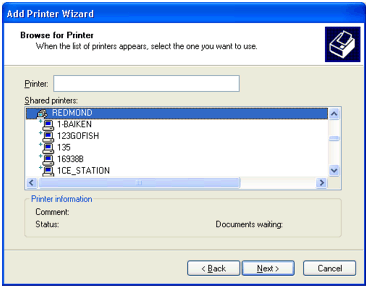 Add Printer Wizard
Browse for Printer
When the list of printers appears, select the one you want to use.
Printer:
Shared printers:
REDMOND
1-BAIKEN
123GOFISH
135
16938B
1CE_STATION
Printer information
Comment:
Status:
Documents waiting:
< Back
Next >
Cancel